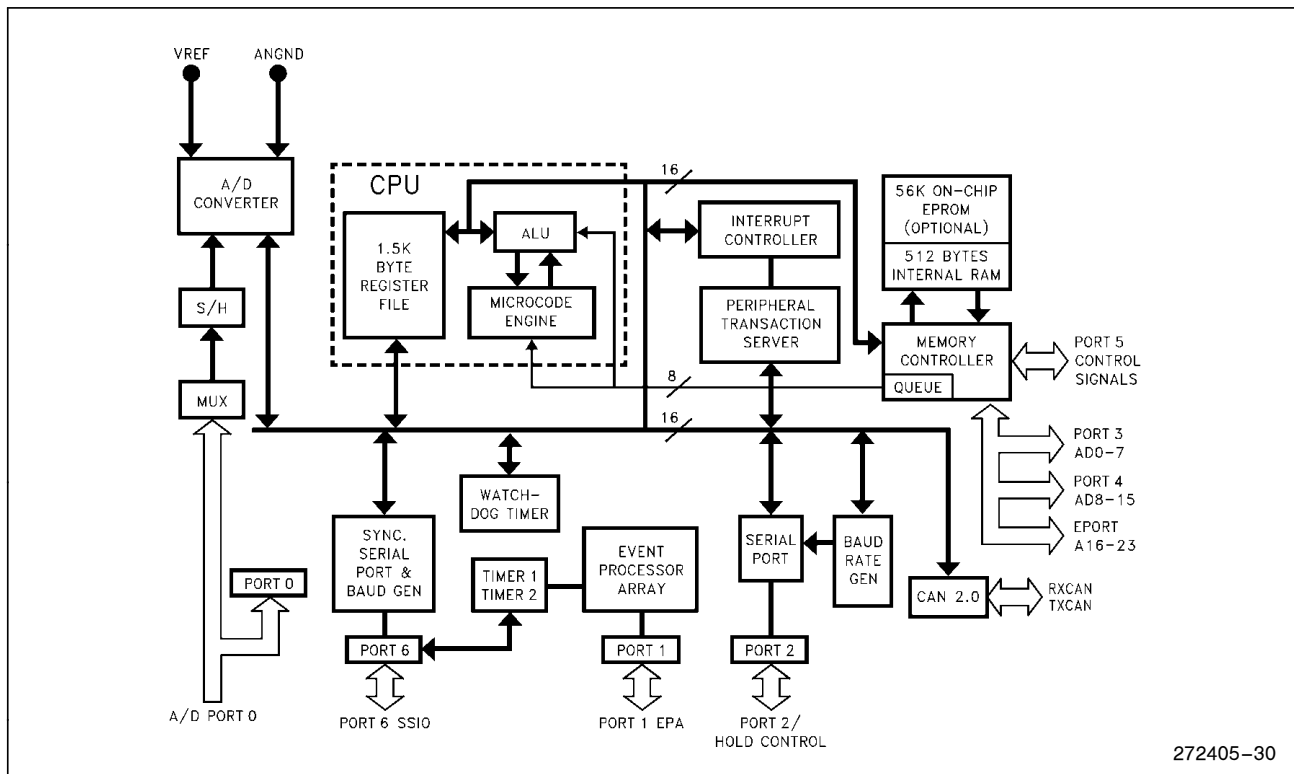 VREF
ANGND
A/D
CONVERTER
S/H
MUX
PORT 0
A/D PORT 0
CPU
1.5K
BYTE
REGISTER
FILE
ALU
MICROCODE
ENGINE
16
8
16
INTERRUPT
CONTROLLER
PERIPHERAL
TRANSACTION
SERVER
56K ON-CHIP
EPROM
(OPTIONAL)
512 BYTES
INTERNAL RAM
MEMORY
CONTROLLER
QUEUE
PORT 5
CONTROL
SIGNALS
PORT 3
AD0-7
PORT 4
AD8-15
EPORT
A16-23
WATCH-
DOG TIMER
SYNC.
SERIAL
PORT &
BAUD GEN
TIMER 1
TIMER 2
EVENT
PROCESSOR
ARRAY
SERIAL
PORT
BAUD
RATE
GEN
CAN 2.0
RXCAN
TXCAN
PORT 6
PORT 1
PORT 2
PORT 6 SSIO
PORT 1 EPA
PORT 2/
HOLD CONTROL
272405-30